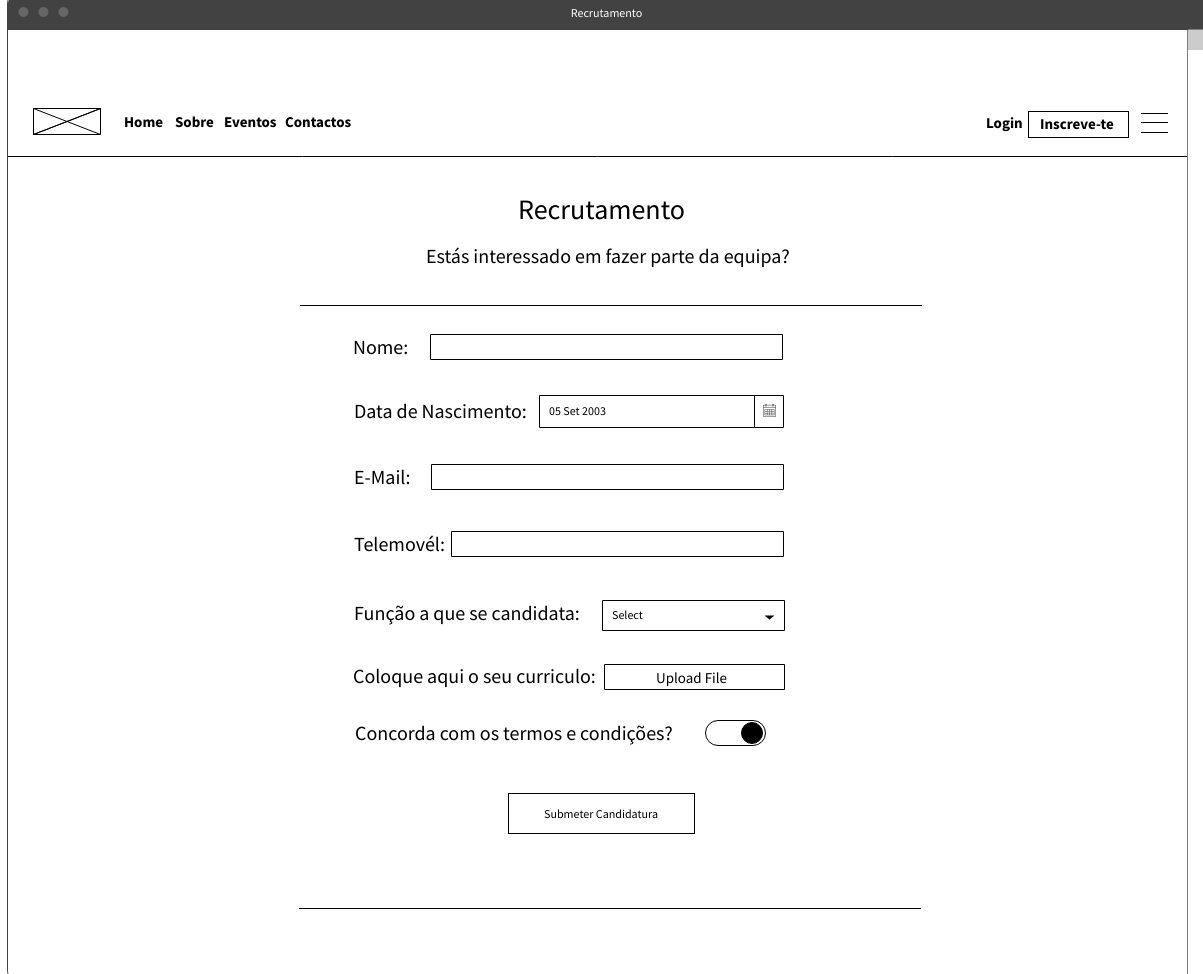 Recrutamento
Home Sobre Eventos Contactos Login Inscreve-te
Recrutamento
Estás interessado em fazer parte da equipa?
Nome:
Data de Nascimento: 05 Set 2003
E-Mail:
Telemovél:
Função a que se candidata: Select
Coloque aqui o seu curriculo: Upload File
Concorda com os termos e condições?
Submeter Candidatura